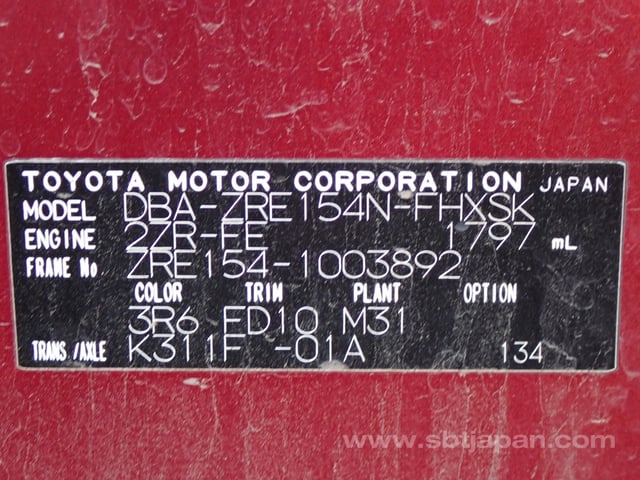 TOYOTA MOTOR CORPORATION JAPAN
MODEL DBA-ZRE154N-FHXSK
ENGINE 2ZR-FE 1797 mL
FRAME No ZRE154-1003892
COLOR TRIM PLANT OPTION
3R6 FD10 M31
TRANS./AXLE K311F -01A 134
www.sbtjapan.com